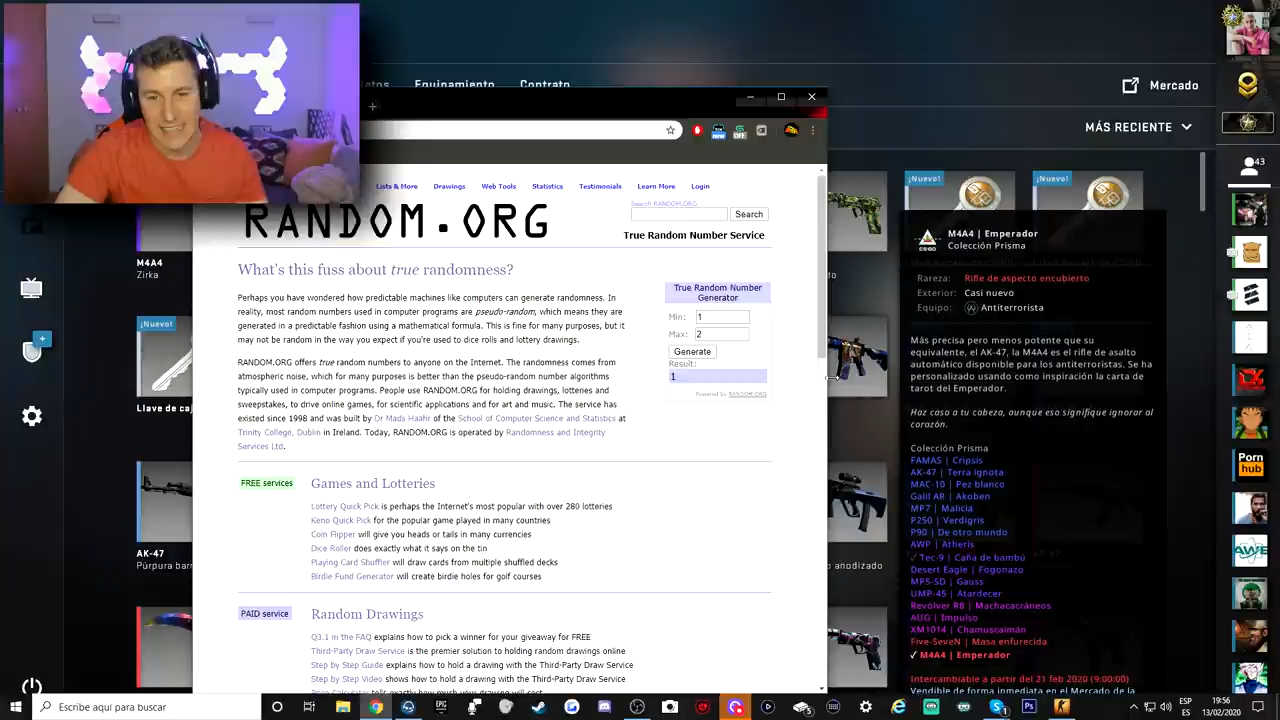 Equipamiento
Contrato
Mercado
MÁS RECIENTE
43
Lists & More
Drawings
Web Tools
Statistics
Testimonials
Learn More
Login
RANDOM.ORG
Search RANDOM.ORG
Search
True Random Number Service
What's this fuss about true randomness?
Perhaps you have wondered how predictable machines like computers can generate randomness. In
reality, most random numbers used in computer programs are pseudo-random, which means they are
generated in a predictable fashion using a mathematical formula. This is fine for many purposes, but it
may not be random in the way you expect if you're used to dice rolls and lottery drawings.
RANDOM.ORG offers true random numbers to anyone on the Internet. The randomness comes from
atmospheric noise, which for many purposes is better than the pseudo-random number algorithms
typically used in computer programs. People use RANDOM.ORG for holding drawings, lotteries and
sweepstakes, to drive online games, for scientific applications and for art and music. The service has
existed since 1998 and was built by Dr Mads Haahr of the School of Computer Science and Statistics at
Trinity College, Dublin in Ireland. Today, RANDOM.ORG is operated by Randomness and Integrity
Services Ltd.
True Random Number
Generator
Min: 1
Max: 2
Generate
Result:
1
Powered by RANDOM.ORG
FREE services
Games and Lotteries
Lottery Quick Pick is perhaps the Internet's most popular with over 280 lotteries
Keno Quick Pick for the popular game played in many countries
Coin Flipper will give you heads or tails in many currencies
Dice Roller does exactly what it says on the tin
Playing Card Shuffler will draw cards from multiple shuffled decks
Birdie Fund Generator will create birdie holes for golf courses
PAID service
Random Drawings
Q3.1 in the FAQ explains how to pick a winner for your giveaway for FREE
Third-Party Draw Service is the premier solution to holding random drawings online
Step by Step Guide explains how to hold a drawing with the Third-Party Draw Service
Step by Step Video shows how to hold a drawing with the Third-Party Draw Service
M4A4
Zirka
¡Nuevo!
Llave de caj
AK-47
Púrpura bar
¡Nuevo!
¡Nuevo!
M4A4 | Emperador
Colección Prisma
Rareza: Rifle de aspecto encubierto
Exterior: Casi nuevo
Equipo: Antiterrorista
Más precisa pero menos potente que su
equivalente, el AK-47, la M4A4 es el rifle de asalto
automático disponible para los antiterroristas. Se ha
personalizado usando como inspiración la carta de
tarot del Emperador.
Haz caso a tu cabeza, aunque eso signifique ignorar al
corazón.
Colección Prisma
FAMAS | Cripsis
AK-47 | Terra ignota
MAC-10 | Pez blanco
Galil AR | Akoben
MP7 | Malicia
P250 | Verdigris
P90 | De otro mundo
AWP | Atheris
✓ Tec-9 | Caña de bambú
Desert Eagle | Fogonazo
MP5-SD | Gauss
UMP-45 | Atardecer
Revólver R8 | Machacacráneos
AUG | Impulso
XM1014 | Chamuscaimán
Five-SeveN | Masa enfurecida
✓ M4A4 | Emperador
Intercambiable a partir del 21 feb 2020 (9:00:00)
Vendible de forma inmediata en el Mercado de la
o anodizado
Porn
hub
AWE
Escribe aquí para buscar
ESP
ES
19:56
13/02/2020